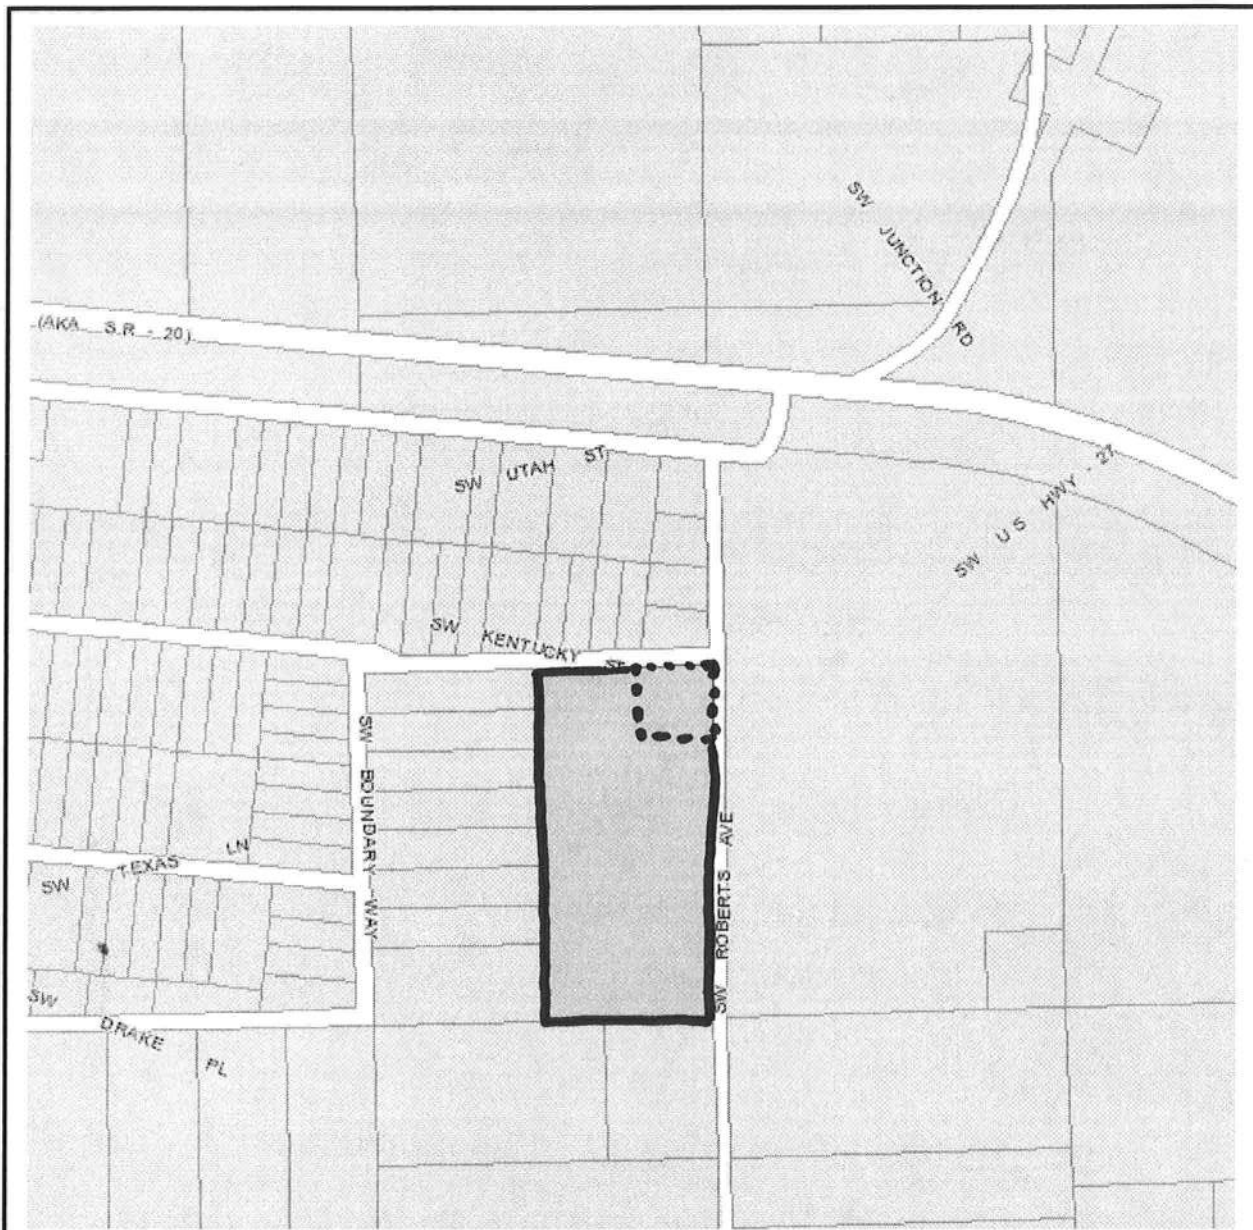 SW JUNCTION RD
(AKA S.R - 20)
SW UTAH ST
SW US HWY - 27
SW KENTUCKY ST
SW BOUNDARY WAY
SW ROBERTS AVE
SW TEXAS LN
SW DRAKE PL